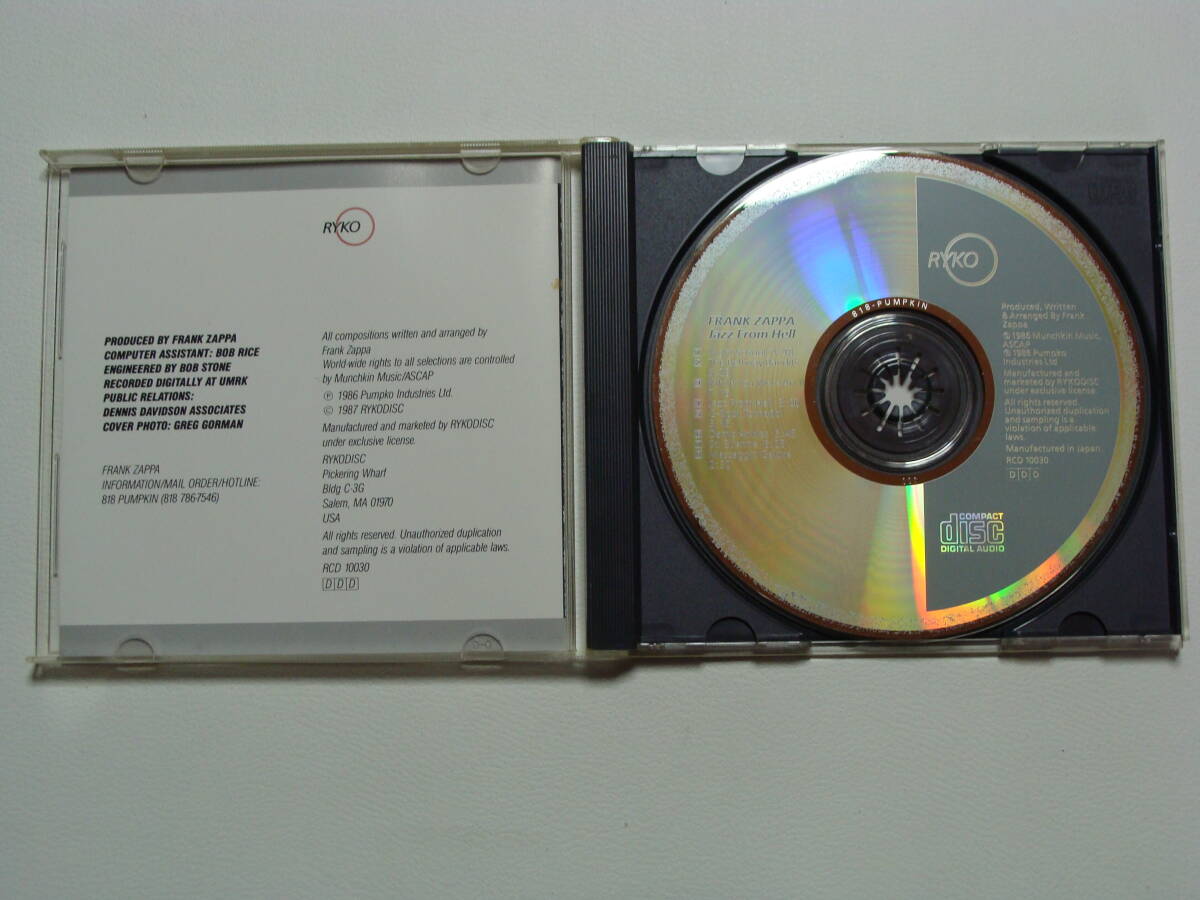 RYKO
PRODUCED BY FRANK ZAPPA
COMPUTER ASSISTANT: BOB RICE
ENGINEERED BY BOB STONE
RECORDED DIGITALLY AT UMRK
PUBLIC RELATIONS:
DENNIS DAVIDSON ASSOCIATES
COVER PHOTO: GREG GORMAN
FRANK ZAPPA
INFORMATION/MAIL ORDER/HOTLINE:
818 PUMPKIN (818 786-7546)
All compositions written and arranged by
Frank Zappa
World-wide rights to all selections are controlled
by Munchkin Music/ASCAP
℗ 1986 Pumpko Industries Ltd.
© 1987 RYKODISC
Manufactured and marketed by RYKODISC
under exclusive license.
RYKODISC
Pickering Wharf
Bldg C-3G
Salem, MA 01970
USA
All rights reserved. Unauthorized duplication
and sampling is a violation of applicable laws.
RCD 10030
DDD
818-PUMPKIN
FRANK ZAPPA
Jazz From Hell
RYKO
Produced, Written
& Arranged By Frank
Zappa
© 1986 Munchkin Music,
ASCAP
℗ 1986 Pumpko
Industries Ltd
Manufactured and
marketed by RYKODISC
under exclusive license.
All rights reserved.
Unauthorized duplication
and sampling is a
violation of applicable
laws.
Manufactured in Japan.
RCD 10030
DDD
COMPACT
disc
DIGITAL AUDIO